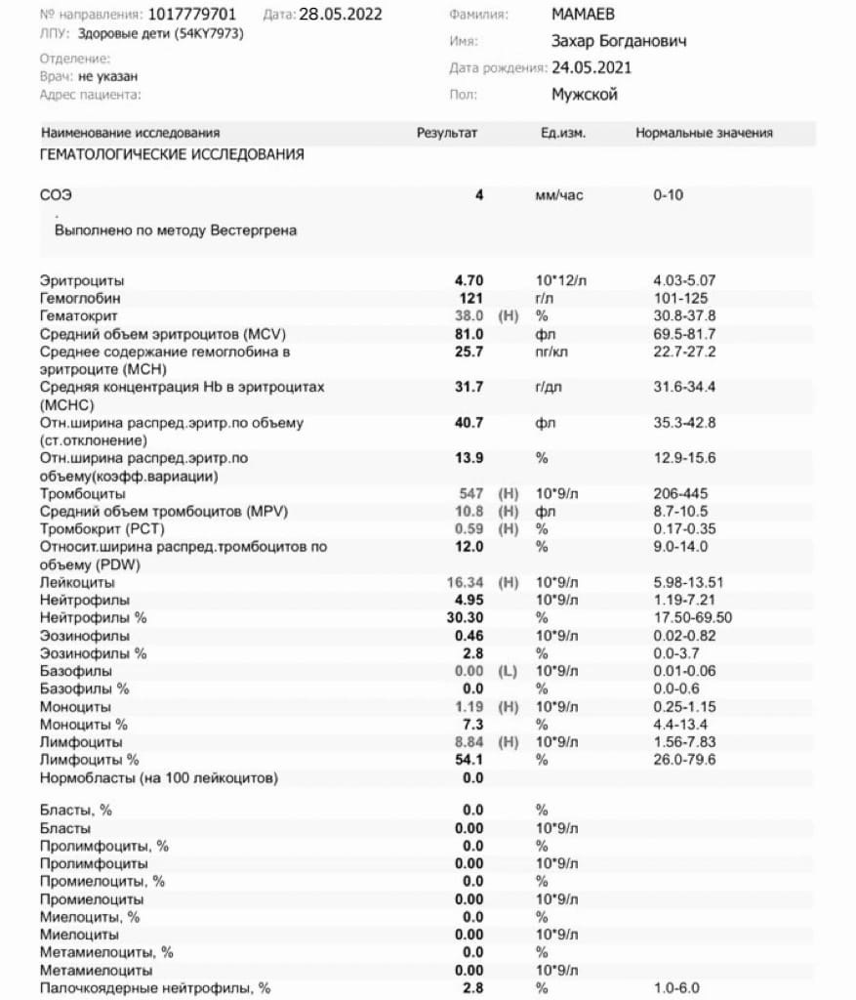 № направления: 1017779701 Дата: 28.05.2022 Фамилия: МАМАЕВ
ЛПУ: Здоровые дети (54KY7973) Имя: Захар Богданович
Отделение: Дата рождения: 24.05.2021
Врач: не указан
Адрес пациента: Пол: Мужской
Наименование исследования Результат Ед.изм. Нормальные значения
ГЕМАТОЛОГИЧЕСКИЕ ИССЛЕДОВАНИЯ
СОЭ 4 мм/час 0-10
.
Выполнено по методу Вестергрена
Эритроциты 4.70 10*12/л 4.03-5.07
Гемоглобин 121 г/л 101-125
Гематокрит 38.0 (H) % 30.8-37.8
Средний объем эритроцитов (MCV) 81.0 фл 69.5-81.7
Среднее содержание гемоглобина в 25.7 пг/кл 22.7-27.2
эритроците (MCH)
Средняя концентрация Hb в эритроцитах 31.7 г/дл 31.6-34.4
(MCHC)
Отн.ширина распред.эритр.по объему 40.7 фл 35.3-42.8
(ст.отклонение)
Отн.ширина распред.эритр.по 13.9 % 12.9-15.6
объему(коэфф.вариации)
Тромбоциты 547 (H) 10*9/л 206-445
Средний объем тромбоцитов (MPV) 10.8 (H) фл 8.7-10.5
Тромбокрит (PCT) 0.59 (H) % 0.17-0.35
Относит.ширина распред.тромбоцитов по 12.0 % 9.0-14.0
объему (PDW)
Лейкоциты 16.34 (H) 10*9/л 5.98-13.51
Нейтрофилы 4.95 10*9/л 1.19-7.21
Нейтрофилы % 30.30 % 17.50-69.50
Эозинофилы 0.46 10*9/л 0.02-0.82
Эозинофилы % 2.8 % 0.0-3.7
Базофилы 0.00 (L) 10*9/л 0.01-0.06
Базофилы % 0.0 % 0.0-0.6
Моноциты 1.19 (H) 10*9/л 0.25-1.15
Моноциты % 7.3 % 4.4-13.4
Лимфоциты 8.84 (H) 10*9/л 1.56-7.83
Лимфоциты % 54.1 % 26.0-79.6
Нормобласты (на 100 лейкоцитов) 0.0
Бласты, % 0.0 %
Бласты 0.00 10*9/л
Пролимфоциты, % 0.0 %
Пролимфоциты 0.00 10*9/л
Промиелоциты, % 0.0 %
Промиелоциты 0.00 10*9/л
Миелоциты, % 0.0 %
Миелоциты 0.00 10*9/л
Метамиелоциты, % 0.0 %
Метамиелоциты 0.00 10*9/л
Палочкоядерные нейтрофилы, % 2.8 % 1.0-6.0